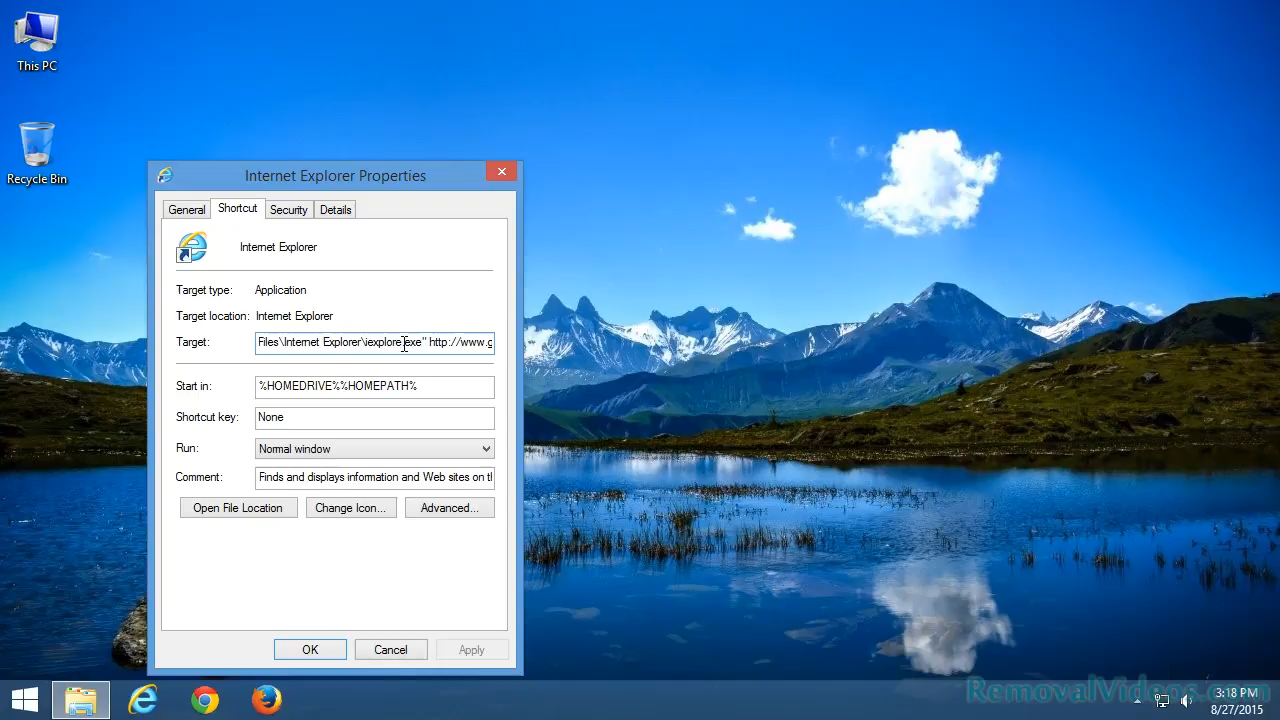 This PC
Recycle Bin
Internet Explorer Properties
General Shortcut Security Details
Internet Explorer
Target type: Application
Target location: Internet Explorer
Target: Files\Internet Explorer\iexplore.exe" http://www.g
Start in: %HOMEDRIVE%%HOMEPATH%
Shortcut key: None
Run: Normal window
Comment: Finds and displays information and Web sites on th
Open File Location Change Icon... Advanced...
OK Cancel Apply
RemovalVideos.com
3:18 PM
8/27/2015